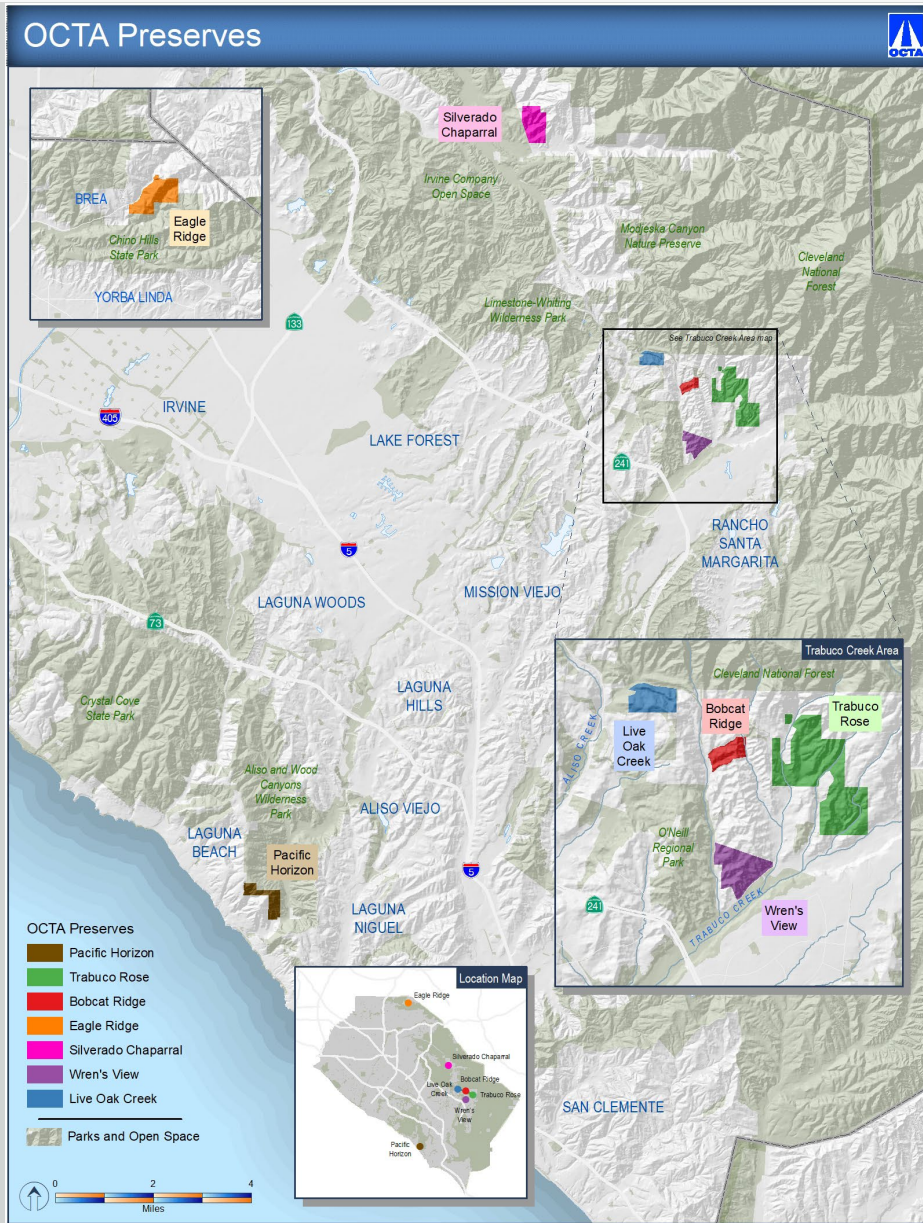 OCTA Preserves
OCTA
Silverado
Chaparral
Irvine Company
Open Space
BREA
Eagle
Ridge
Chino Hills
State Park
YORBA LINDA
Modjeska Canyon
Nature Preserve
Cleveland
National
Forest
Limestone-Whiting
Wilderness Park
133
See Trabuco Creek Area map
405
IRVINE
LAKE FOREST
241
5
RANCHO
SANTA
MARGARITA
LAGUNA WOODS
MISSION VIEJO
73
Trabuco Creek Area
Cleveland National Forest
LAGUNA
HILLS
Crystal Cove
State Park
Bobcat
Ridge
Trabuco
Rose
Live
Oak
Creek
ALISO CREEK
Aliso and Wood
Canyons
Wilderness
Park
ALISO VIEJO
LAGUNA
BEACH
O'Neill
Regional
Park
Pacific
Horizon
5
241
TRABUCO CREEK
Wren's
View
LAGUNA
NIGUEL
OCTA Preserves
Pacific Horizon
Trabuco Rose
Bobcat Ridge
Eagle Ridge
Silverado Chaparral
Wren's View
Live Oak Creek
Parks and Open Space
0 2 4
Miles
Location Map
Eagle Ridge
Silverado Chaparral
Bobcat Ridge
Live Oak
Creek
Trabuco Rose
Wren's
View
Pacific
Horizon
SAN CLEMENTE